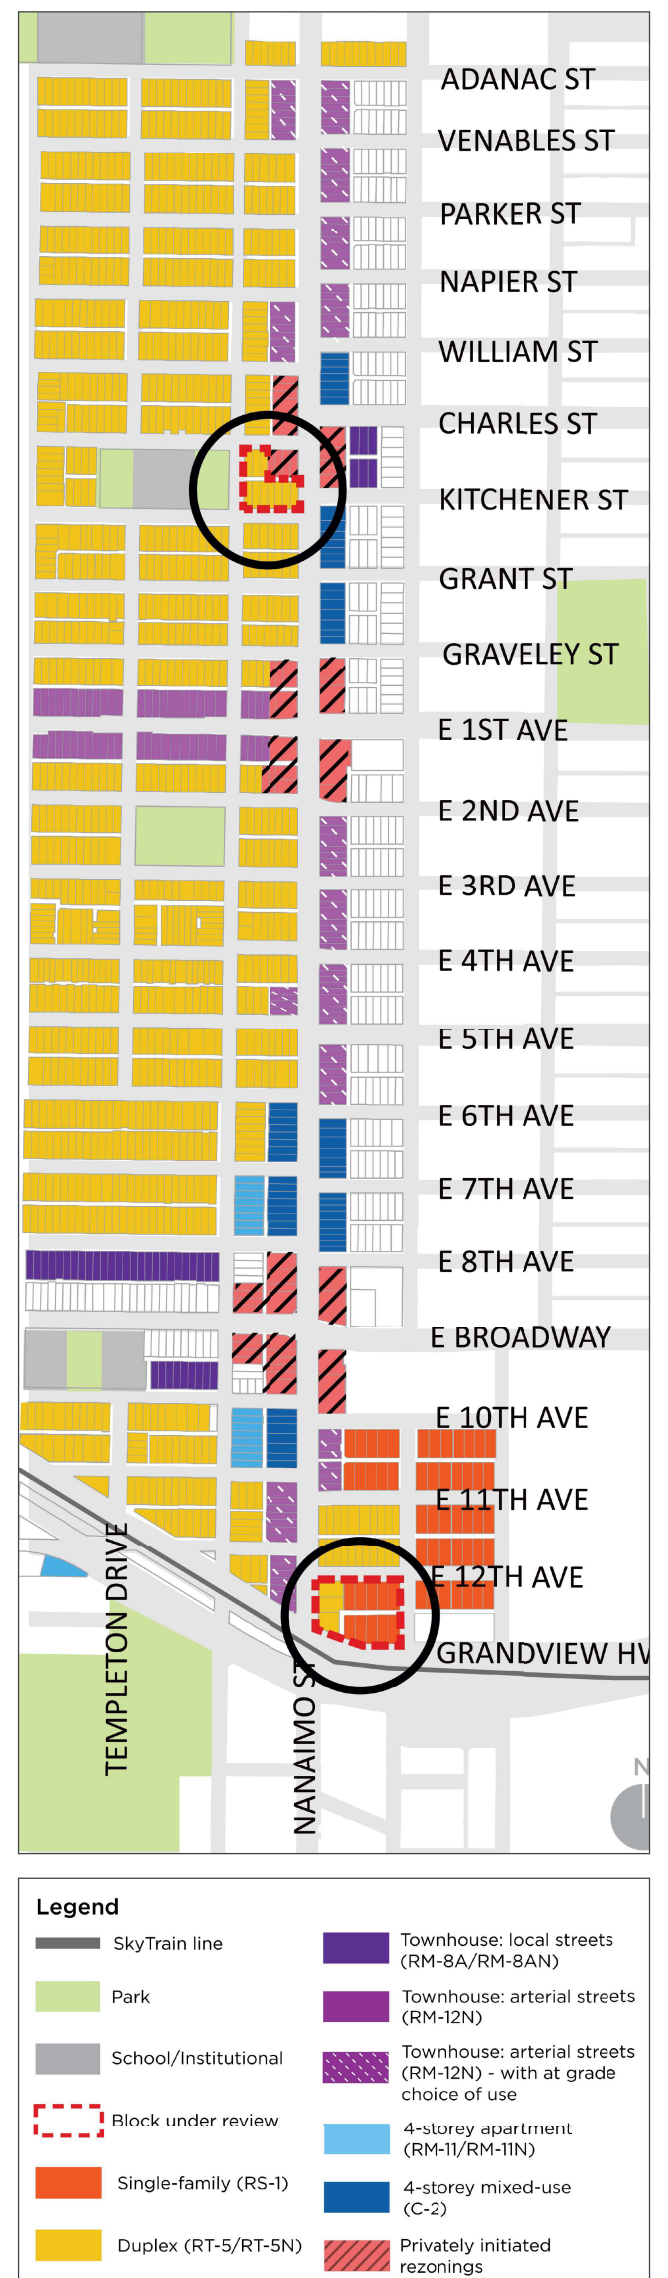 ADANAC ST
VENABLES ST
PARKER ST
NAPIER ST
WILLIAM ST
CHARLES ST
KITCHENER ST
GRANT ST
GRAVELEY ST
E 1ST AVE
E 2ND AVE
E 3RD AVE
E 4TH AVE
E 5TH AVE
E 6TH AVE
E 7TH AVE
E 8TH AVE
E BROADWAY
E 10TH AVE
E 11TH AVE
E 12TH AVE
GRANDVIEW HW
TEMPLETON DRIVE
NANAIMO ST
N
Legend
SkyTrain line
Park
School/Institutional
Block under review
Single-family (RS-1)
Duplex (RT-5/RT-5N)
Townhouse: local streets
(RM-8A/RM-8AN)
Townhouse: arterial streets
(RM-12N)
Townhouse: arterial streets
(RM-12N) - with at grade
choice of use
4-storey apartment
(RM-11/RM-11N)
4-storey mixed-use
(C-2)
Privately initiated
rezonings